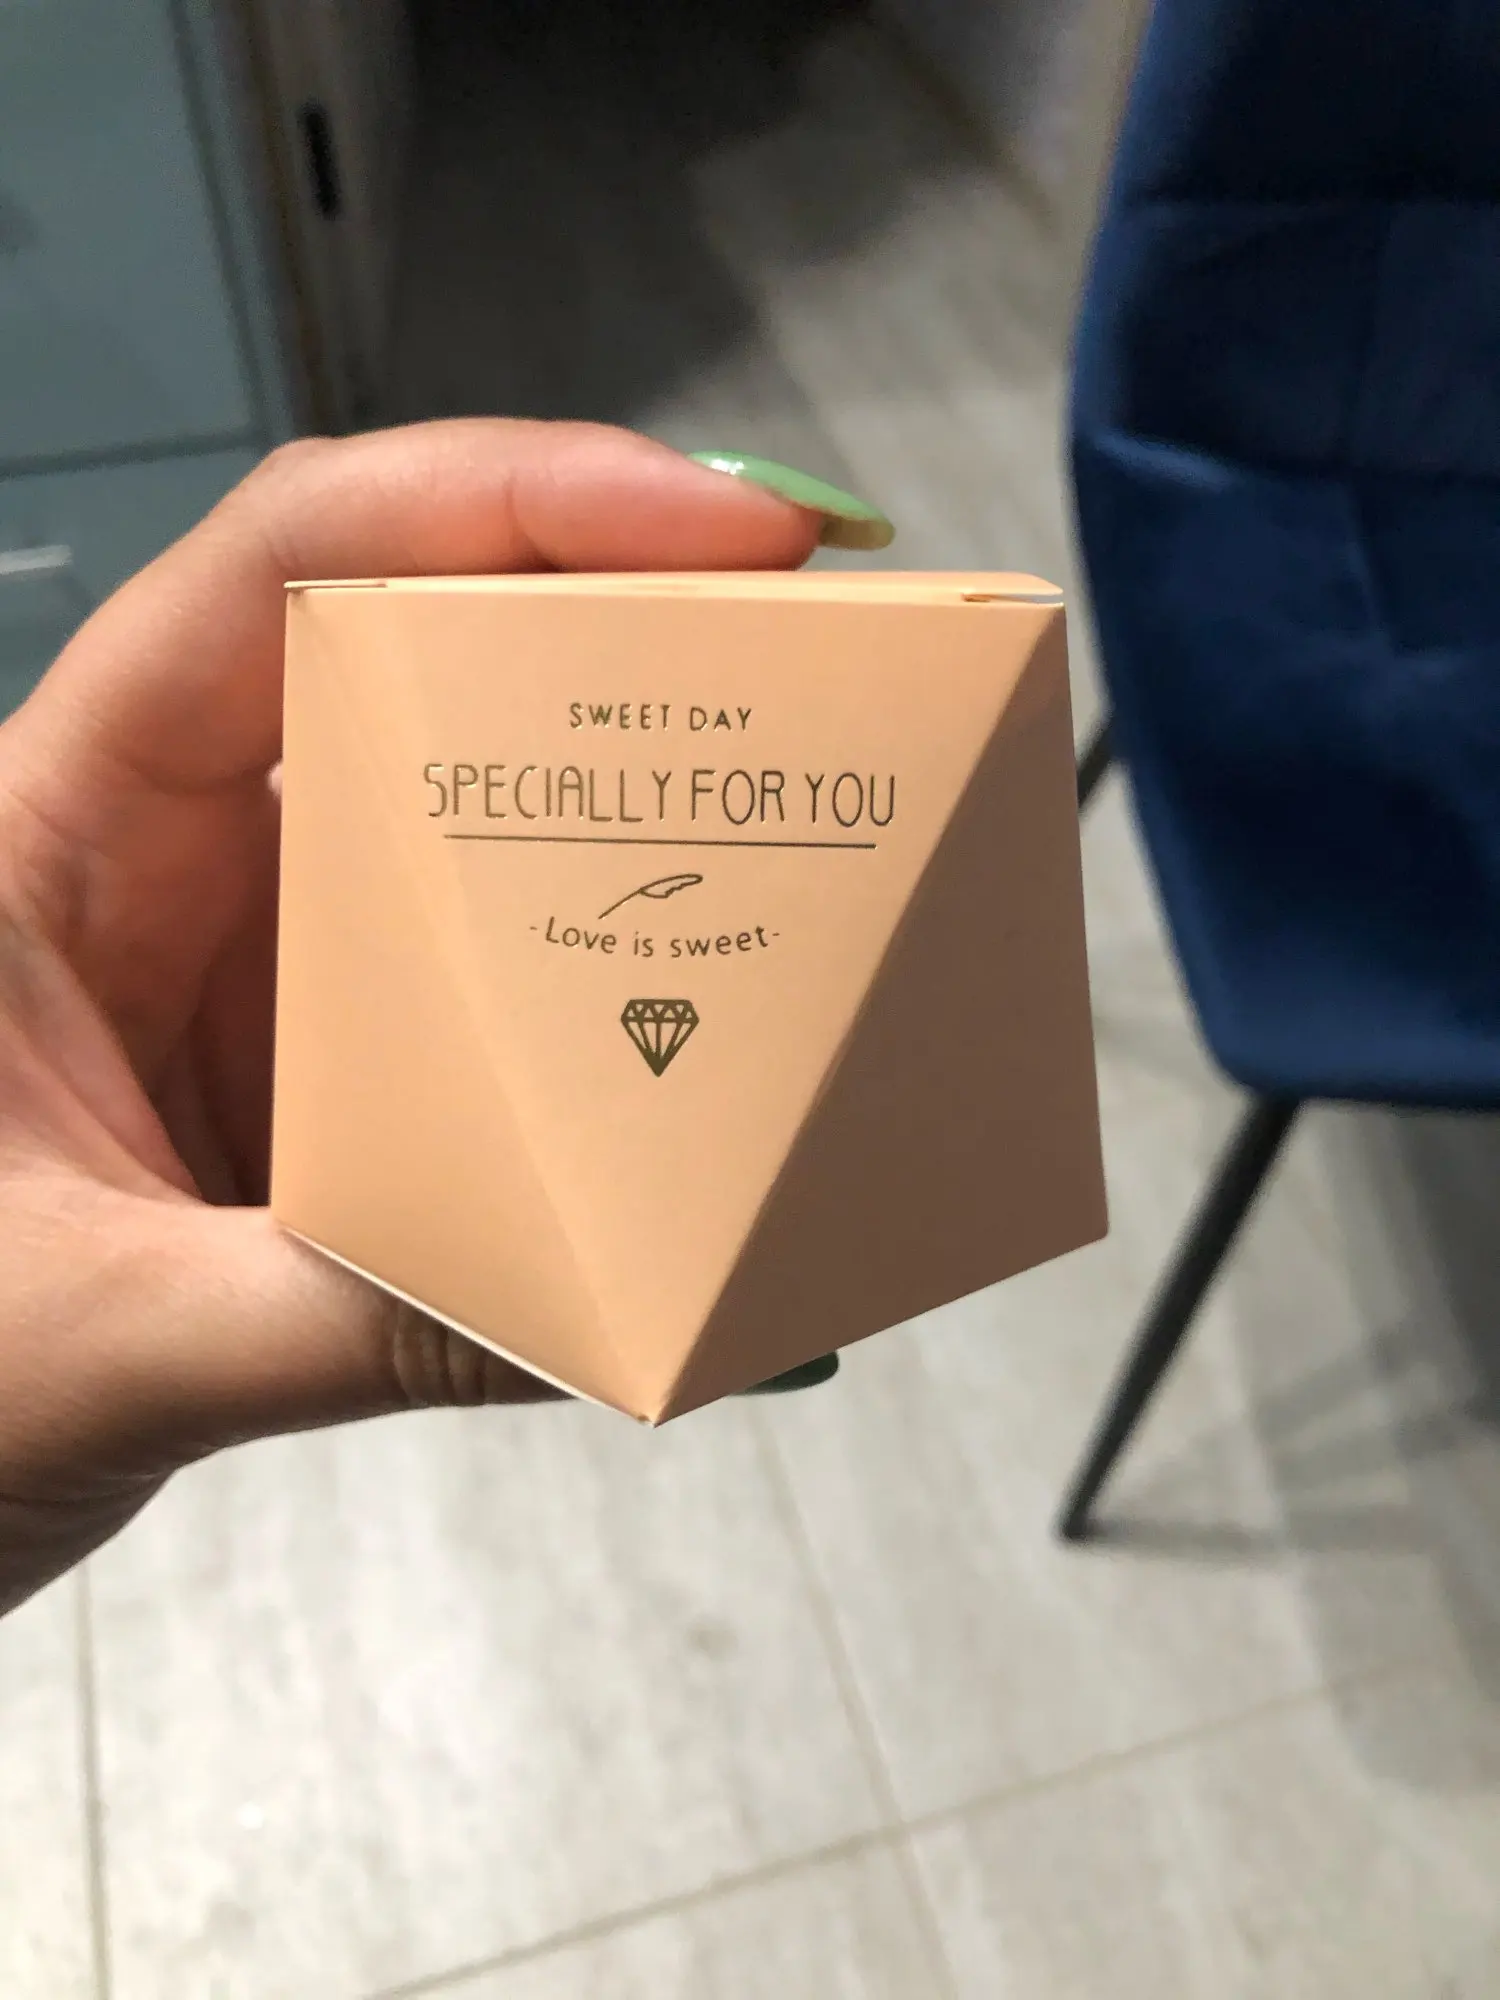 SWEET DAY
SPECIALLY FOR YOU
-Love is sweet-